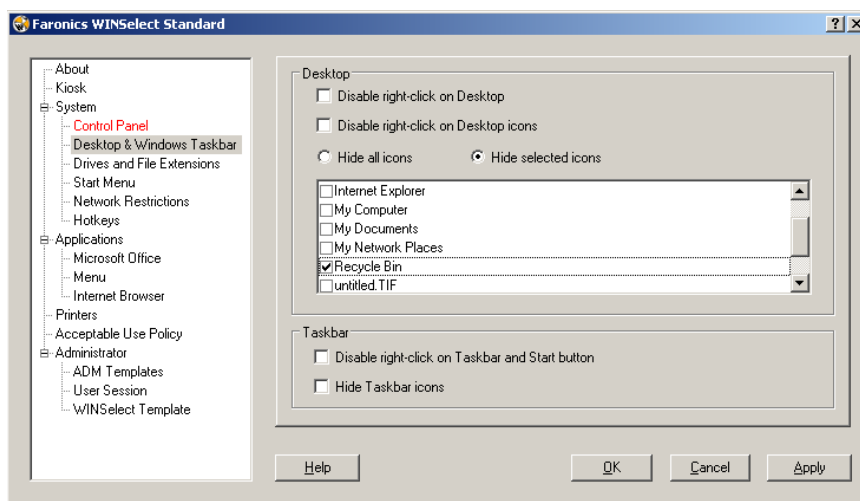 Faronics WINSelect Standard
About
Kiosk
System
Control Panel
Desktop & Windows Taskbar
Drives and File Extensions
Start Menu
Network Restrictions
Hotkeys
Applications
Microsoft Office
Menu
Internet Browser
Printers
Acceptable Use Policy
Administrator
ADM Templates
User Session
WINSelect Template
Desktop
Disable right-click on Desktop
Disable right-click on Desktop icons
Hide all icons Hide selected icons
Internet Explorer
My Computer
My Documents
My Network Places
Recycle Bin
untitled.TIF
Taskbar
Disable right-click on Taskbar and Start button
Hide Taskbar icons
Help OK Cancel Apply